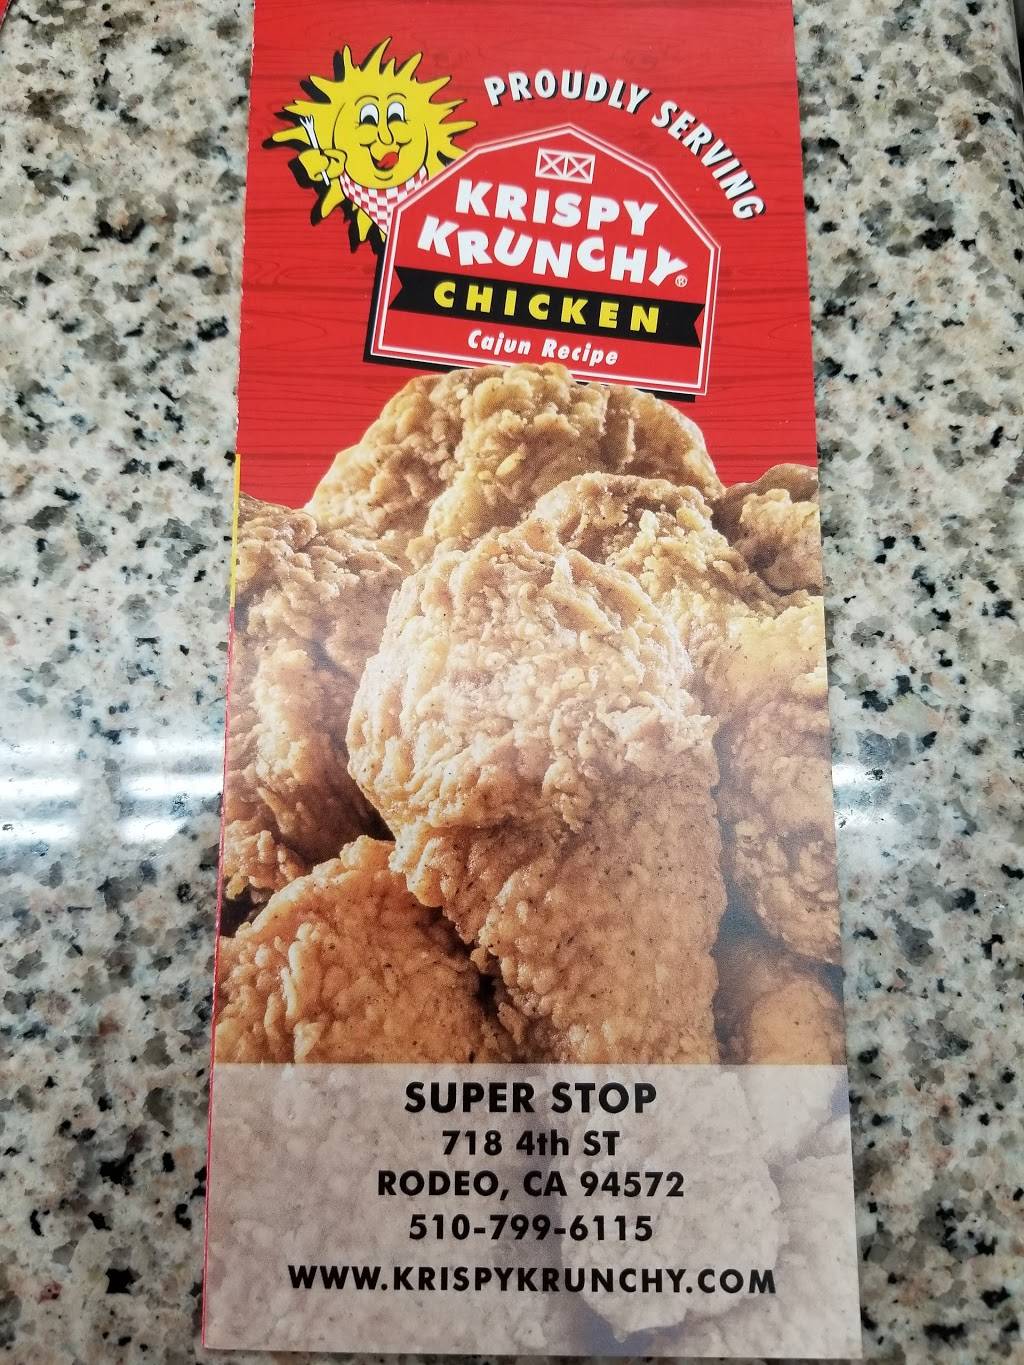 PROUDLY SERVING
KRISPY
KRUNCHY®
CHICKEN
Cajun Recipe
SUPER STOP
718 4th ST
RODEO, CA 94572
510-799-6115
WWW.KRISPYKRUNCHY.COM